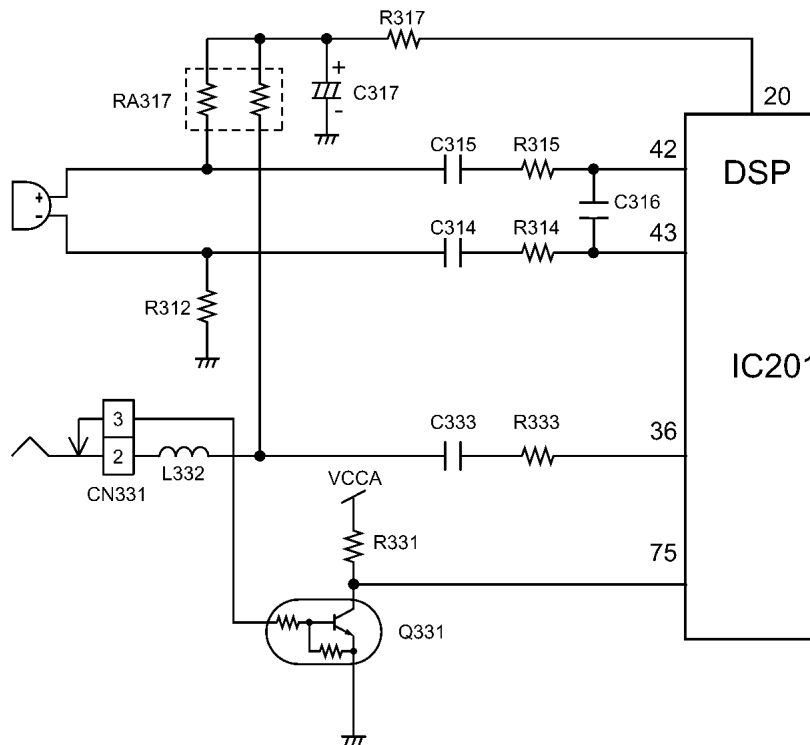 R317
20
RA317
+
C317
-
C315
R315
42
DSP
+
-
C316
C314
R314
43
R312
IC201
3
C333
R333
36
2
L332
CN331
VCCA
R331
75
Q331